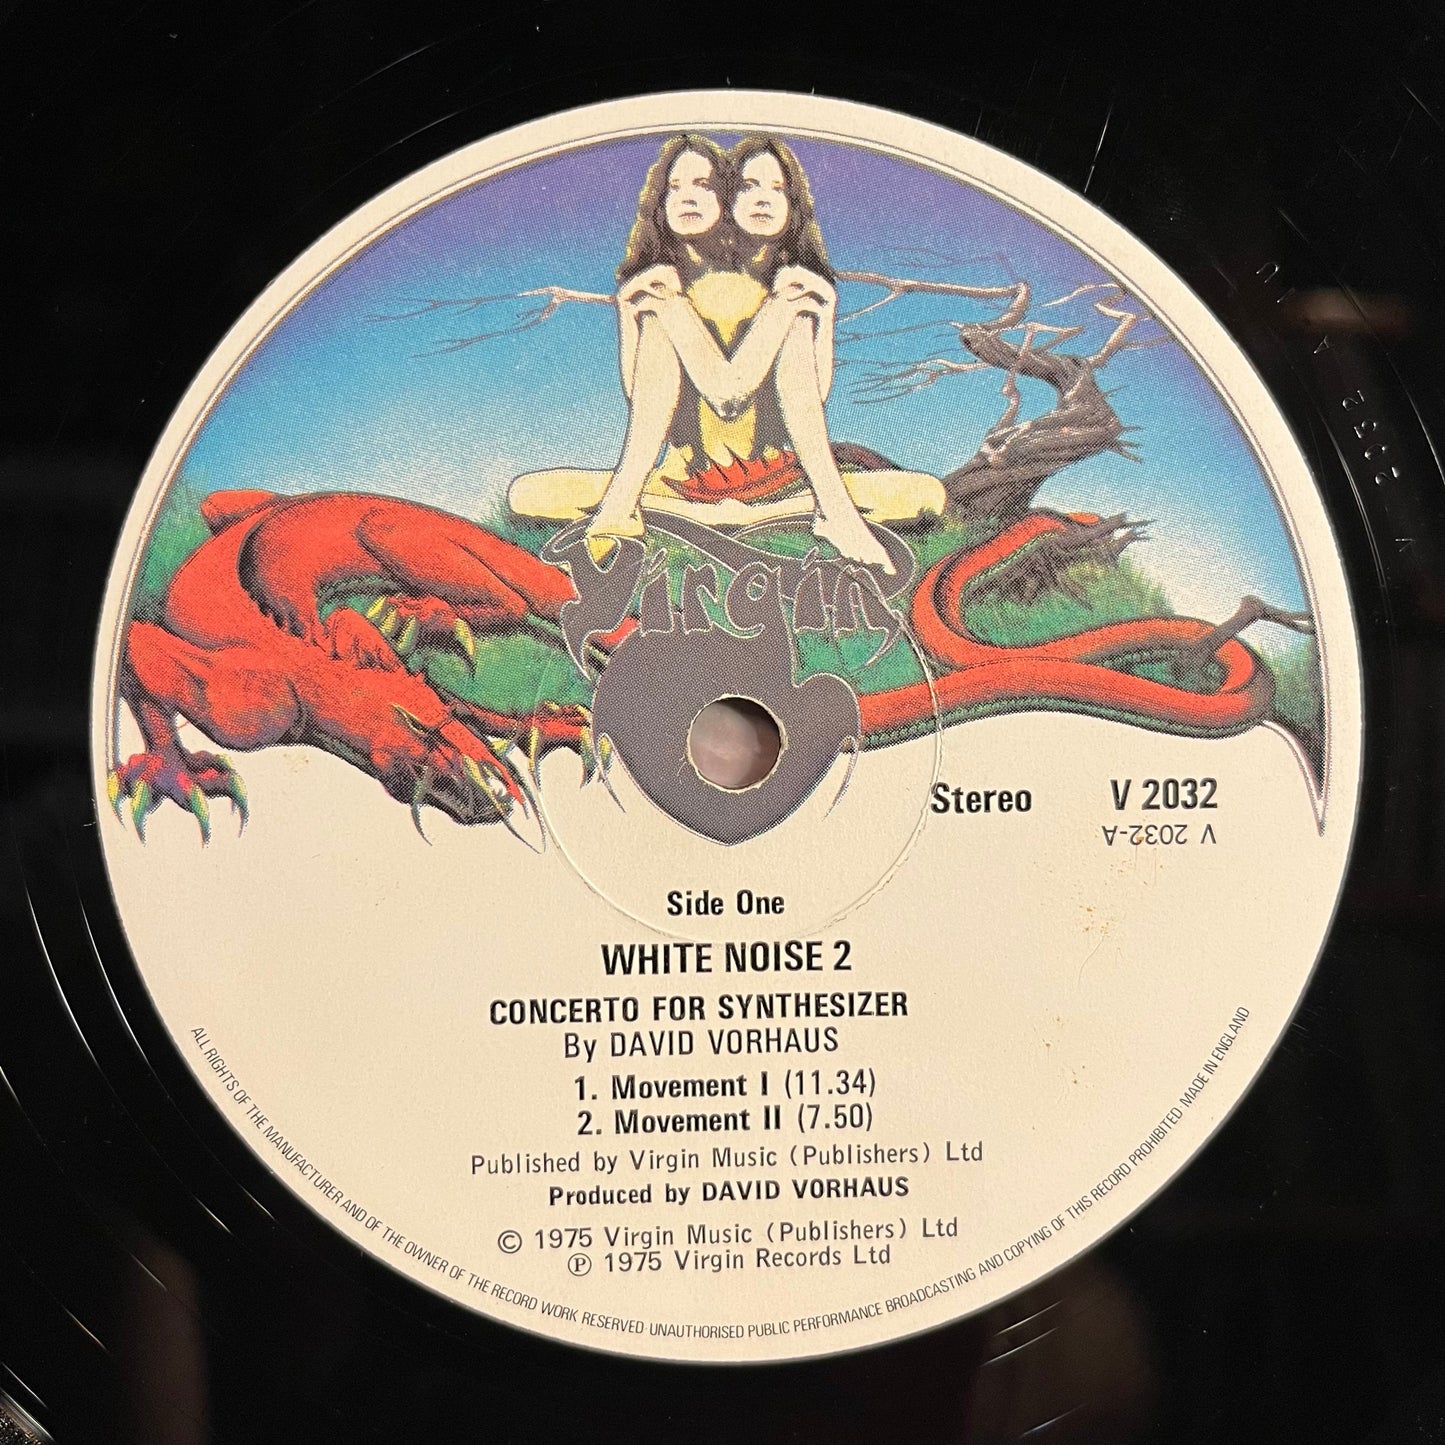 Virgin
Stereo V 2032
V 2032-A
Side One
WHITE NOISE 2
CONCERTO FOR SYNTHESIZER
By DAVID VORHAUS
1. Movement I (11.34)
2. Movement II (7.50)
Published by Virgin Music (Publishers) Ltd
Produced by DAVID VORHAUS
© 1975 Virgin Music (Publishers) Ltd
℗ 1975 Virgin Records Ltd
ALL RIGHTS OF THE MANUFACTURER AND OF THE OWNER OF THE RECORD WORK RESERVED UNAUTHORISED PUBLIC PERFORMANCE BROADCASTING AND COPYING OF THIS RECORD PROHIBITED MADE IN ENGLAND
V 2032 A